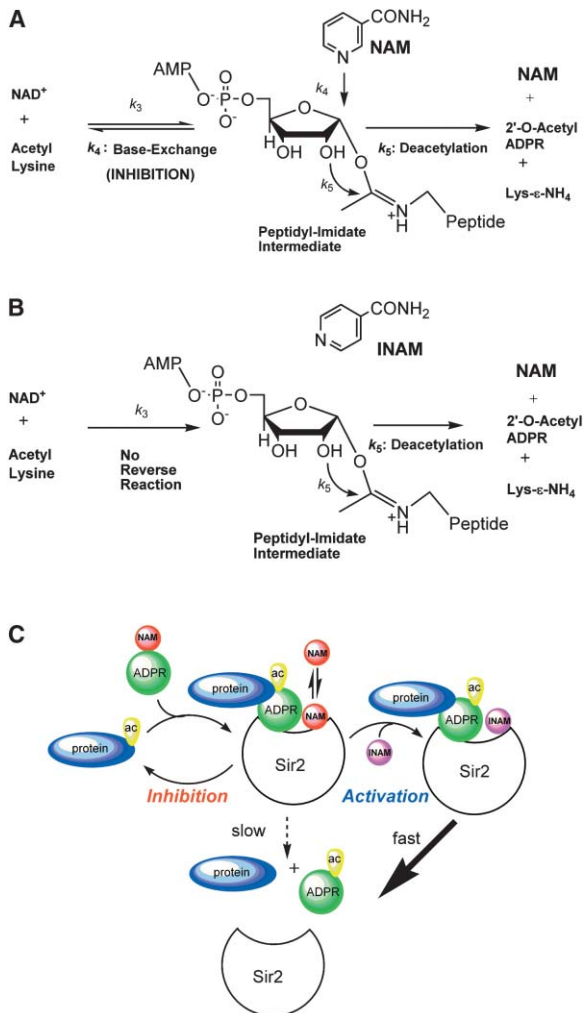 A
CONH₂
N
NAM
AMP
O
O⁻-P-O
O⁻
O
H
OH OH
O
k₄
k₅
N
H
+
Peptide
NAD⁺
+
Acetyl
Lysine
k₃
k₄: Base-Exchange
(INHIBITION)
Peptidyl-Imidate
Intermediate
k₅: Deacetylation
NAM
+
2'-O-Acetyl
ADPR
+
Lys-ε-NH₄
B
CONH₂
N
INAM
AMP
O
O⁻-P-O
O⁻
O
H
OH OH
O
k₅
N
H
+
Peptide
NAD⁺
+
Acetyl
Lysine
k₃
No
Reverse
Reaction
Peptidyl-Imidate
Intermediate
k₅: Deacetylation
NAM
+
2'-O-Acetyl
ADPR
+
Lys-ε-NH₄
C
NAM
ADPR
protein
ac
protein
ac
ADPR
NAM
NAM
Sir2
Inhibition
INAM
Activation
protein
ac
ADPR
INAM
Sir2
slow
fast
protein
+
ac
ADPR
Sir2